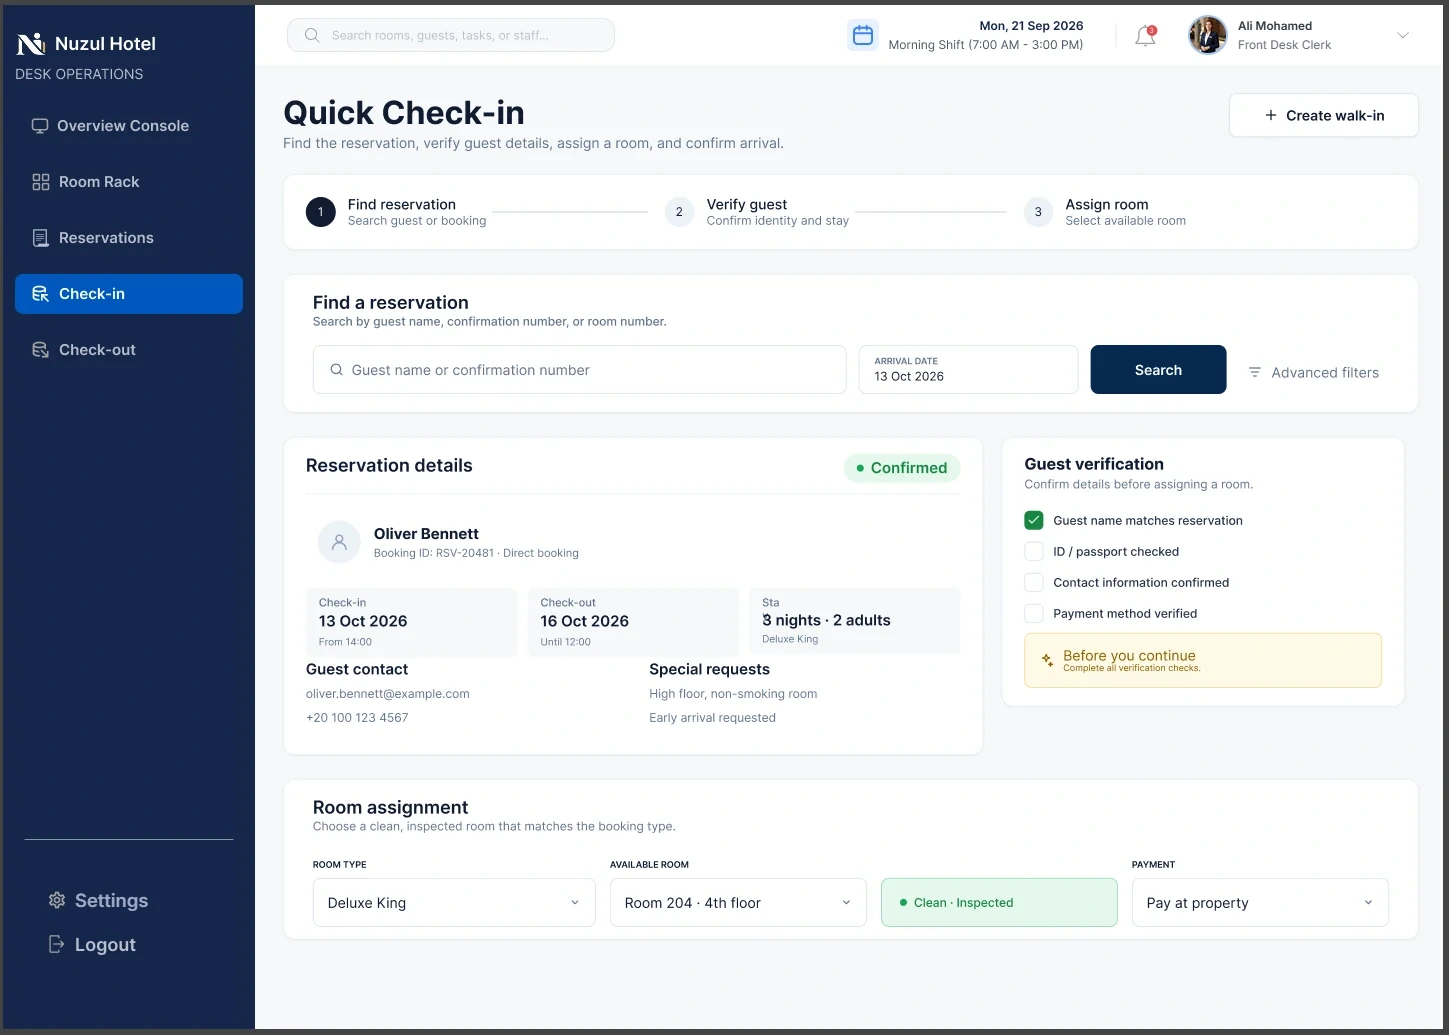 Nuzul Hotel
DESK OPERATIONS
Overview Console
Room Rack
Reservations
Check-in
Check-out
Settings
Logout
Search rooms, guests, tasks, or staff...
Mon, 21 Sep 2026
Morning Shift (7:00 AM - 3:00 PM)
3
Ali Mohamed
Front Desk Clerk
Quick Check-in
Find the reservation, verify guest details, assign a room, and confirm arrival.
+ Create walk-in
1
Find reservation
Search guest or booking
2
Verify guest
Confirm identity and stay
3
Assign room
Select available room
Find a reservation
Search by guest name, confirmation number, or room number.
Guest name or confirmation number
ARRIVAL DATE
13 Oct 2026
Search
Advanced filters
Reservation details
Confirmed
Oliver Bennett
Booking ID: RSV-20481 · Direct booking
Check-in
13 Oct 2026
From 14:00
Check-out
16 Oct 2026
Until 12:00
Sta
3 nights · 2 adults
Deluxe King
Guest contact
oliver.bennett@example.com
+20 100 123 4567
Special requests
High floor, non-smoking room
Early arrival requested
Guest verification
Confirm details before assigning a room.
Guest name matches reservation
ID / passport checked
Contact information confirmed
Payment method verified
Before you continue
Complete all verification checks.
Room assignment
Choose a clean, inspected room that matches the booking type.
ROOM TYPE
Deluxe King
AVAILABLE ROOM
Room 204 · 4th floor
Clean · Inspected
PAYMENT
Pay at property